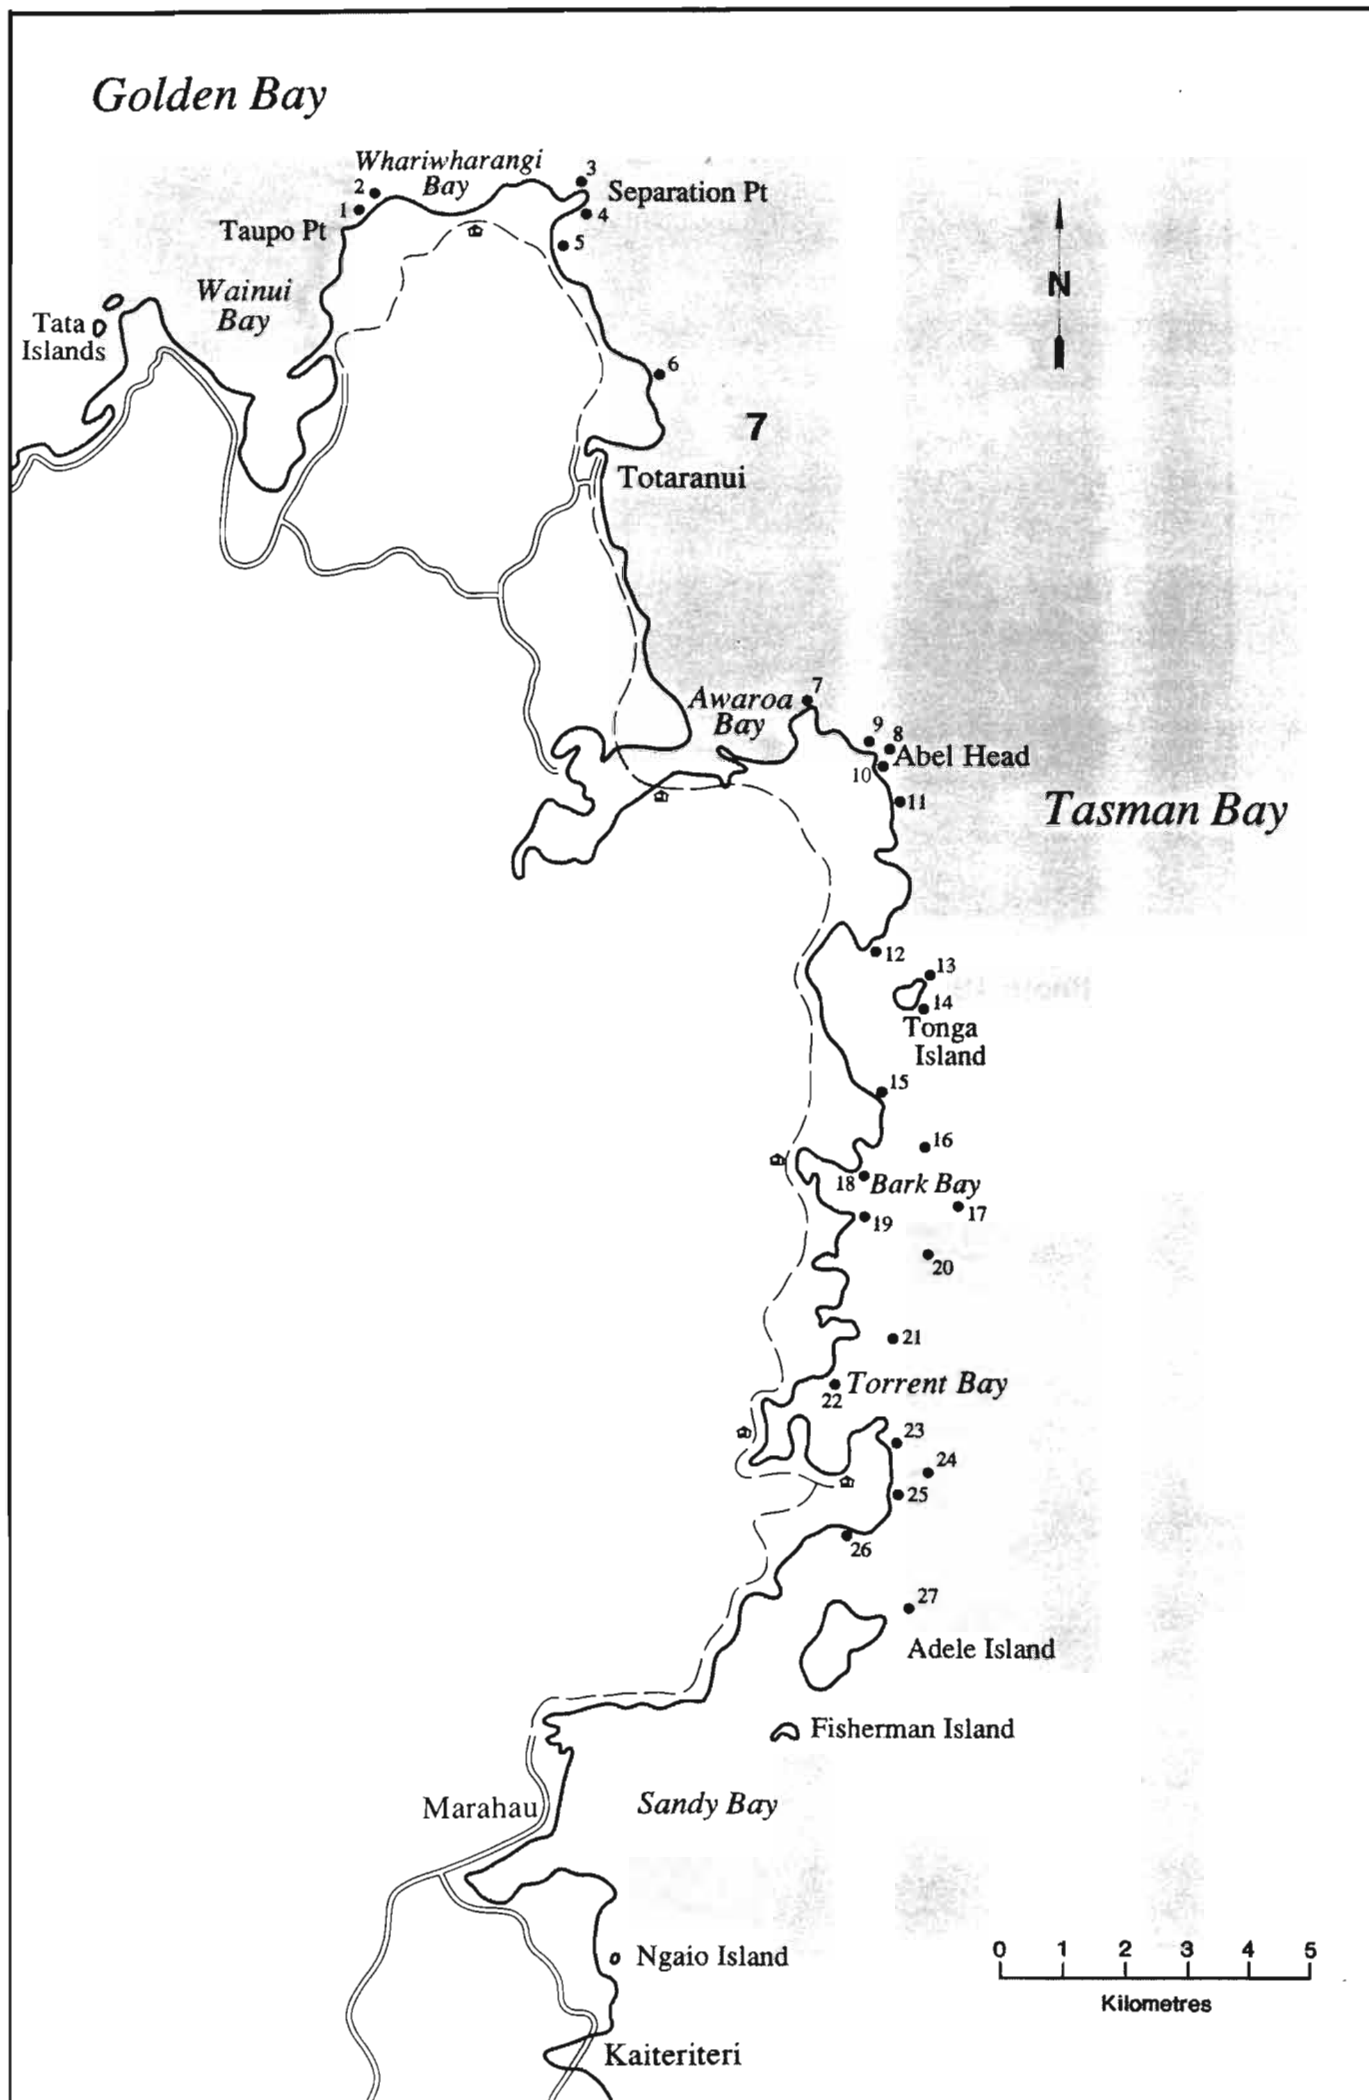 Golden Bay
Whariwharangi
Bay
3
Separation Pt
2
1
4
Taupo Pt
5
Wainui
Bay
Tata
Islands
N
6
7
Totaranui
Awaroa
Bay
7
9
8
Abel Head
10
11
Tasman Bay
12
13
14
Tonga
Island
15
16
18
Bark Bay
17
19
20
21
Torrent Bay
22
23
24
25
26
27
Adele Island
Fisherman Island
Marahau
Sandy Bay
Ngaio Island
0 1 2 3 4 5
Kilometres
Kaiteriteri